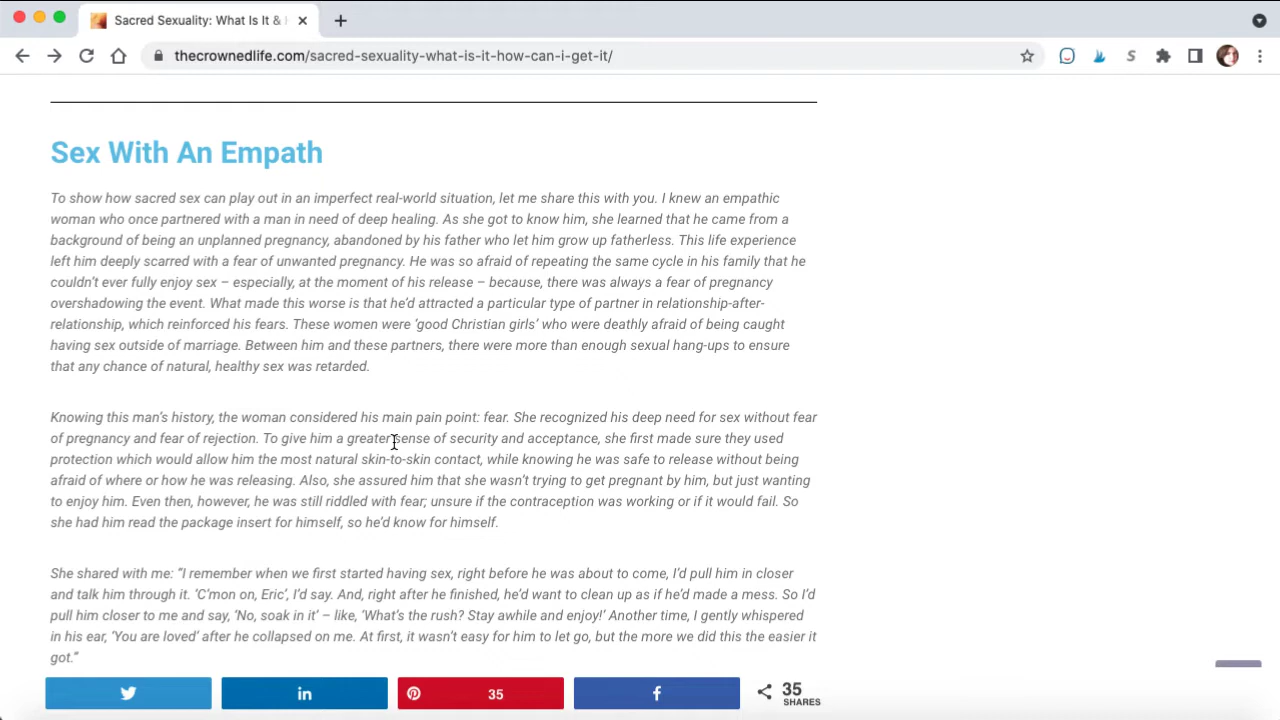 Sacred Sexuality: What Is It &
thecrownedlife.com/sacred-sexuality-what-is-it-how-can-i-get-it/
Sex With An Empath
To show how sacred sex can play out in an imperfect real-world situation, let me share this with you. I knew an empathic
woman who once partnered with a man in need of deep healing. As she got to know him, she learned that he came from a
background of being an unplanned pregnancy, abandoned by his father who let him grow up fatherless. This life experience
left him deeply scarred with a fear of unwanted pregnancy. He was so afraid of repeating the same cycle in his family that he
couldn't ever fully enjoy sex – especially, at the moment of his release – because, there was always a fear of pregnancy
overshadowing the event. What made this worse is that he'd attracted a particular type of partner in relationship-after-
relationship, which reinforced his fears. These women were 'good Christian girls' who were deathly afraid of being caught
having sex outside of marriage. Between him and these partners, there were more than enough sexual hang-ups to ensure
that any chance of natural, healthy sex was retarded.
Knowing this man's history, the woman considered his main pain point: fear. She recognized his deep need for sex without fear
of pregnancy and fear of rejection. To give him a greater sense of security and acceptance, she first made sure they used
protection which would allow him the most natural skin-to-skin contact, while knowing he was safe to release without being
afraid of where or how he was releasing. Also, she assured him that she wasn't trying to get pregnant by him, but just wanting
to enjoy him. Even then, however, he was still riddled with fear; unsure if the contraception was working or if it would fail. So
she had him read the package insert for himself, so he'd know for himself.
She shared with me: "I remember when we first started having sex, right before he was about to come, I'd pull him in closer
and talk him through it. 'C'mon on, Eric', I'd say. And, right after he finished, he'd want to clean up as if he'd made a mess. So I'd
pull him closer to me and say, 'No, soak in it' – like, 'What's the rush? Stay awhile and enjoy!' Another time, I gently whispered
in his ear, 'You are loved' after he collapsed on me. At first, it wasn't easy for him to let go, but the more we did this the easier it
got."
35
35
SHARES